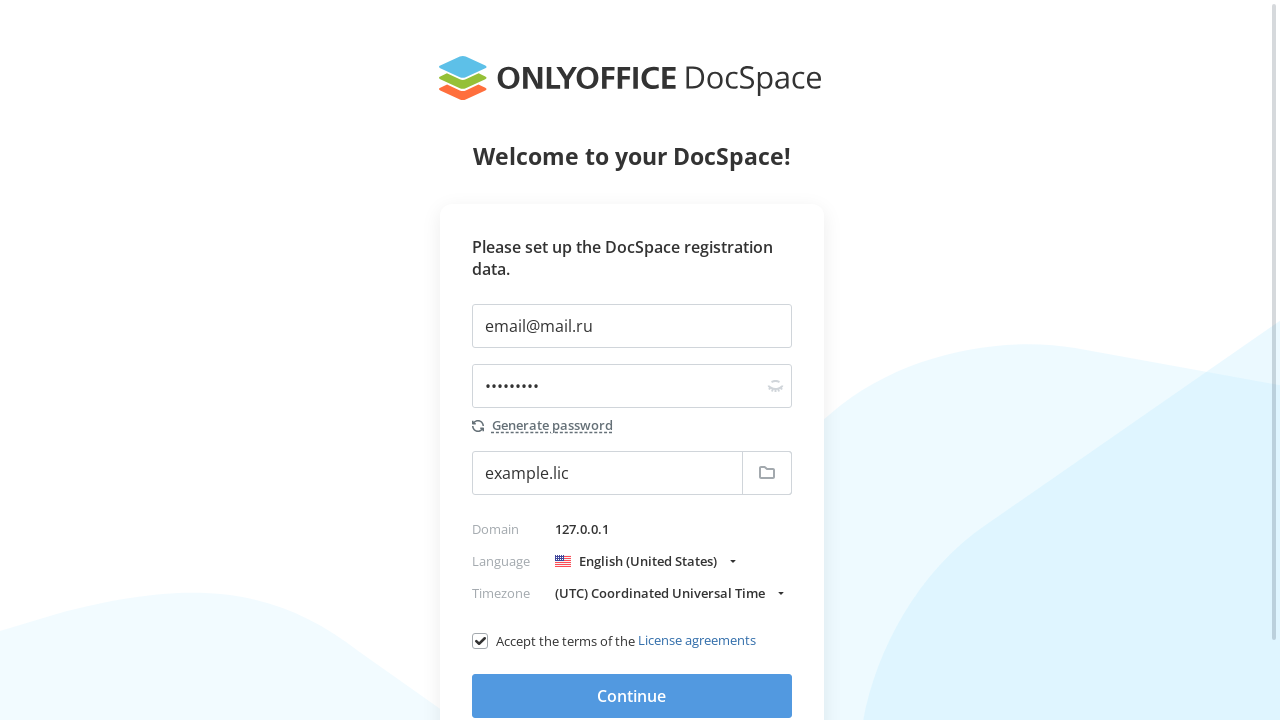 ONLYOFFICE DocSpace
Welcome to your DocSpace!
Please set up the DocSpace registration
data.
email@mail.ru
•••••••••
Generate password
example.lic
Domain 127.0.0.1
Language English (United States)
Timezone (UTC) Coordinated Universal Time
Accept the terms of the License agreements
Continue